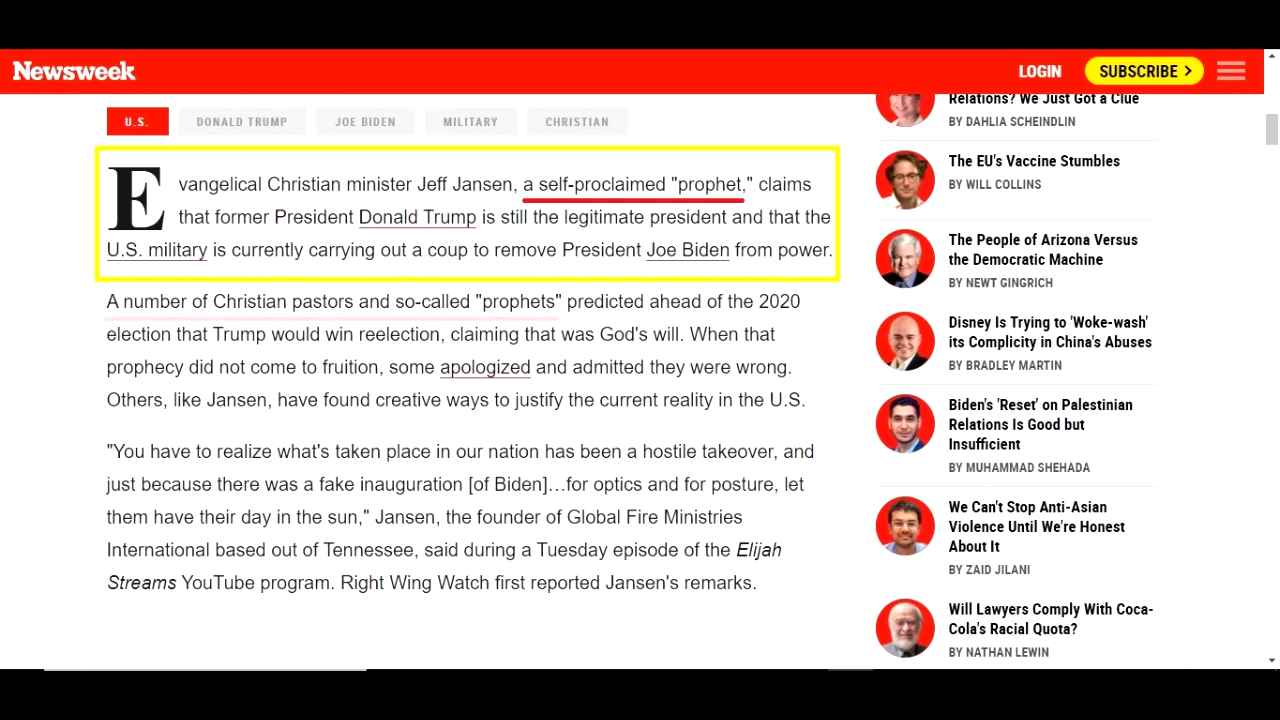 Newsweek
LOGIN
SUBSCRIBE >
U.S.
DONALD TRUMP
JOE BIDEN
MILITARY
CHRISTIAN
Evangelical Christian minister Jeff Jansen, a self-proclaimed "prophet," claims
that former President Donald Trump is still the legitimate president and that the
U.S. military is currently carrying out a coup to remove President Joe Biden from power.
A number of Christian pastors and so-called "prophets" predicted ahead of the 2020
election that Trump would win reelection, claiming that was God's will. When that
prophecy did not come to fruition, some apologized and admitted they were wrong.
Others, like Jansen, have found creative ways to justify the current reality in the U.S.
"You have to realize what's taken place in our nation has been a hostile takeover, and
just because there was a fake inauguration [of Biden]…for optics and for posture, let
them have their day in the sun," Jansen, the founder of Global Fire Ministries
International based out of Tennessee, said during a Tuesday episode of the Elijah
Streams YouTube program. Right Wing Watch first reported Jansen's remarks.
Relations? We Just Got a Clue
BY DAHLIA SCHEINDLIN
The EU's Vaccine Stumbles
BY WILL COLLINS
The People of Arizona Versus
the Democratic Machine
BY NEWT GINGRICH
Disney Is Trying to 'Woke-wash'
its Complicity in China's Abuses
BY BRADLEY MARTIN
Biden's 'Reset' on Palestinian
Relations Is Good but
Insufficient
BY MUHAMMAD SHEHADA
We Can't Stop Anti-Asian
Violence Until We're Honest
About It
BY ZAID JILANI
Will Lawyers Comply With Coca-
Cola's Racial Quota?
BY NATHAN LEWIN